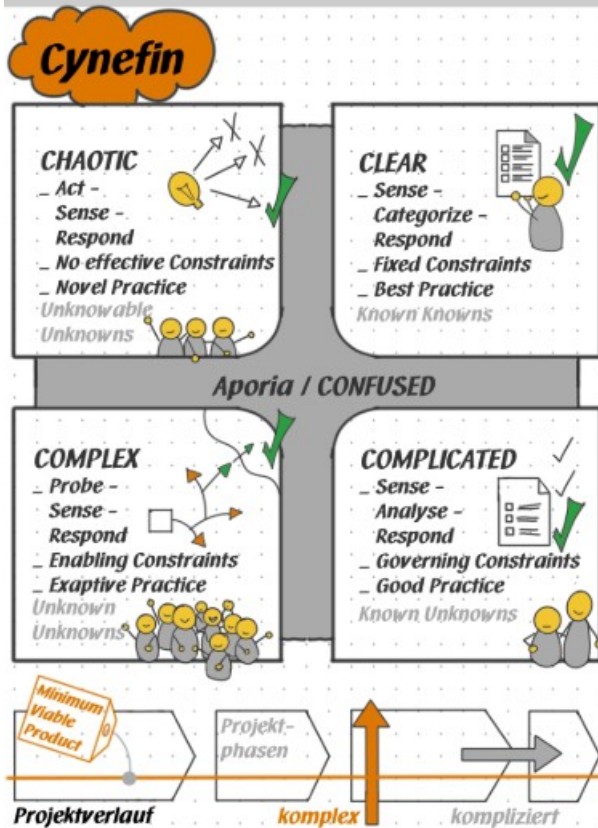 Cynefin
CHAOTIC
_ Act –
Sense –
Respond
_ No effective Constraints
_ Novel Practice
Unknowable
Unknowns
CLEAR
_ Sense –
Categorize –
Respond
_ Fixed Constraints
_ Best Practice
Known Knowns
Aporia / CONFUSED
COMPLEX
_ Probe –
Sense –
Respond
_ Enabling Constraints
_ Exaptive Practice
Unknown
Unknowns
COMPLICATED
_ Sense –
Analyse –
Respond
_ Governing Constraints
_ Good Practice
Known Unknowns
Minimum
Viable
Product
Projekt-
phasen
Projektverlauf
komplex
kompliziert